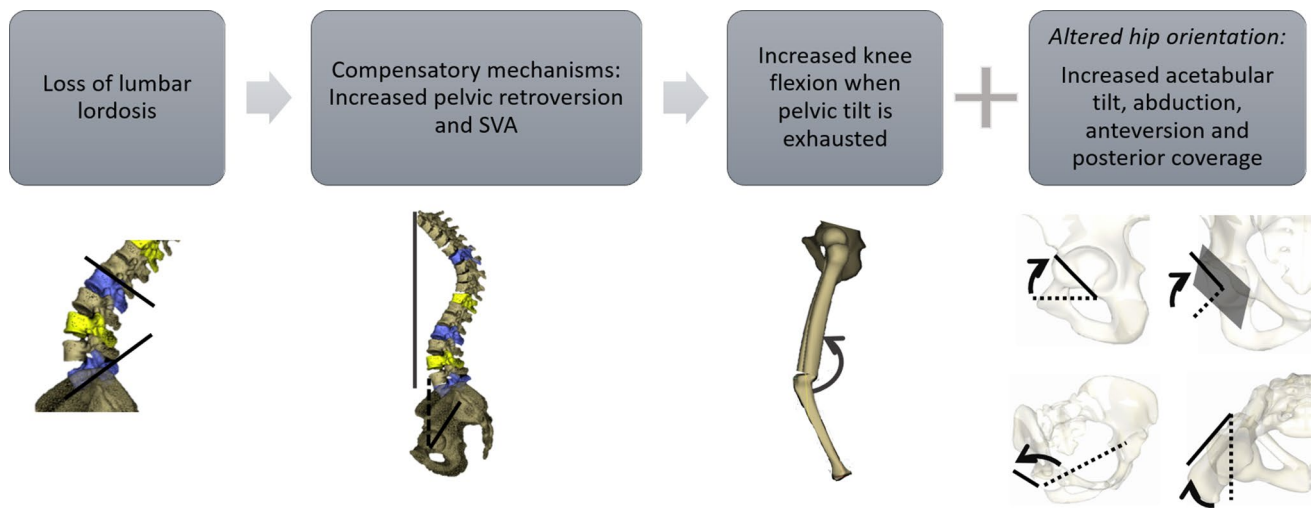 Loss of lumbar
lordosis
Compensatory mechanisms:
Increased pelvic retroversion
and SVA
Increased knee
flexion when
pelvic tilt is
exhausted
Altered hip orientation:
Increased acetabular
tilt, abduction,
anteversion and
posterior coverage